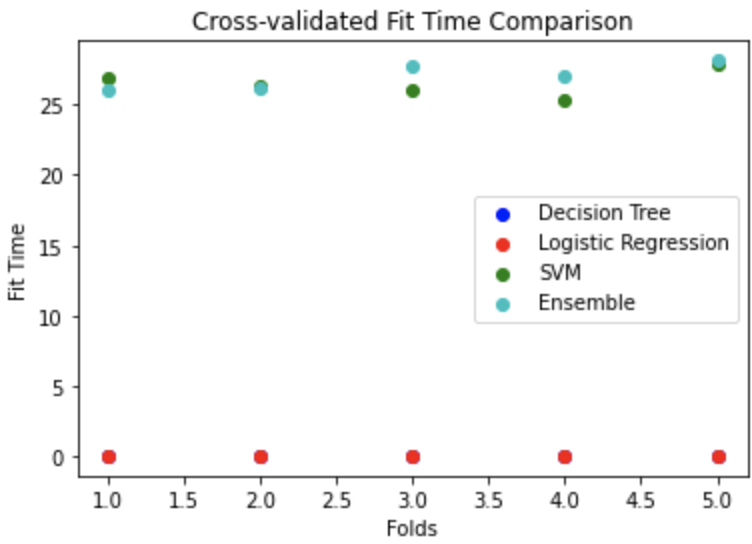 Cross-validated Fit Time Comparison
Fit Time
25
20
15
10
5
0
Decision Tree
Logistic Regression
SVM
Ensemble
1.0 1.5 2.0 2.5 3.0 3.5 4.0 4.5 5.0
Folds